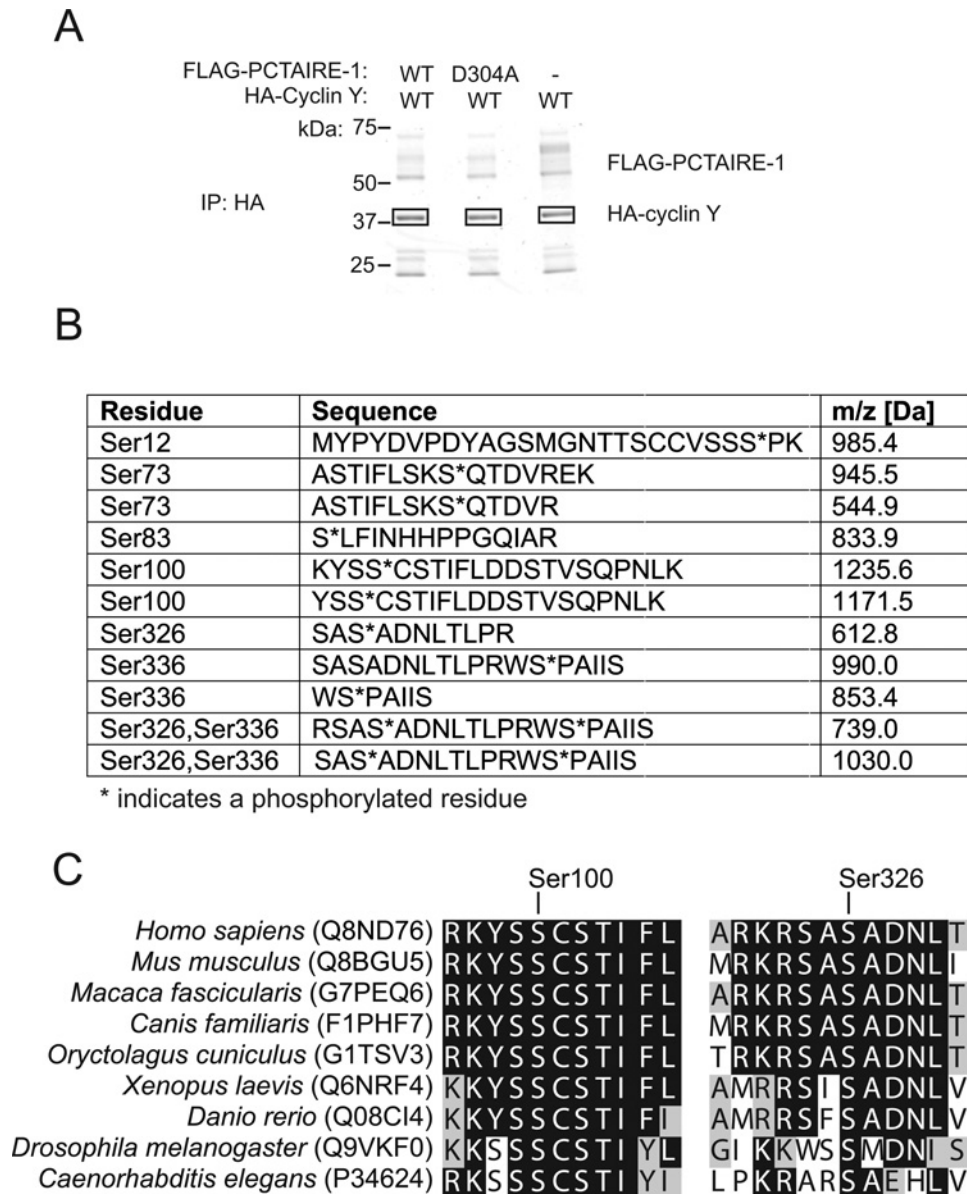 A
FLAG-PCTAIRE-1: WT D304A -
HA-Cyclin Y: WT WT WT
kDa: 75
50
37
25
IP: HA
FLAG-PCTAIRE-1
HA-cyclin Y
B
Residue Sequence m/z [Da]
Ser12 MYPYDVPDYAGSMGNTTSCCVSSS*PK 985.4
Ser73 ASTIFLSKS*QTDVREK 945.5
Ser73 ASTIFLSKS*QTDVR 544.9
Ser83 S*LFINHHPPGQIAR 833.9
Ser100 KYSS*CSTIFLDDSTVSQPNLK 1235.6
Ser100 YSS*CSTIFLDDSTVSQPNLK 1171.5
Ser326 SAS*ADNLTLPR 612.8
Ser336 SASADNLTLPRWS*PAIIS 990.0
Ser336 WS*PAIIS 853.4
Ser326,Ser336 RSAS*ADNLTLPRWS*PAIIS 739.0
Ser326,Ser336 SAS*ADNLTLPRWS*PAIIS 1030.0
* indicates a phosphorylated residue
C
Ser100 Ser326
Homo sapiens (Q8ND76) RKYSSCSTIFL ARKRSASADNLT
Mus musculus (Q8BGU5) RKYSSCSTIFL MRKRSASADNLI
Macaca fascicularis (G7PEQ6) RKYSSCSTIFL ARKRSASADNLT
Canis familiaris (F1PHF7) RKYSSCSTIFL MRKRSASADNLT
Oryctolagus cuniculus (G1TSV3) RKYSSCSTIFL TRKRSASADNLT
Xenopus laevis (Q6NRF4) KKYSSCSTIFL AMRRSISADNLV
Danio rerio (Q08CI4) KKYSSCSTIFI AMRRSFSADNLV
Drosophila melanogaster (Q9VKF0) KKSSSCSTIYL GIKKWSSMDNIS
Caenorhabditis elegans (P34624) RKSSSCSTIYI LPKRARSAEHLV